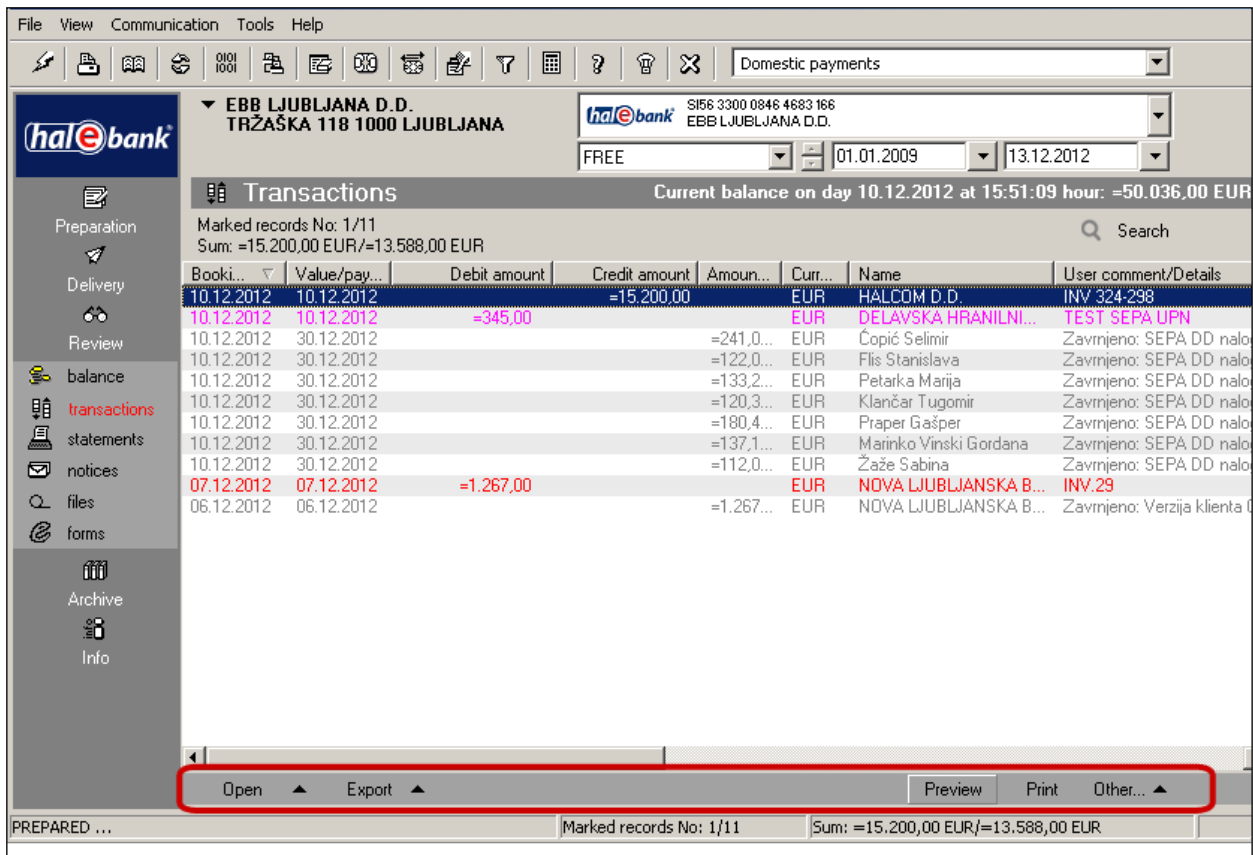 File View Communication Tools Help
Domestic payments
halebank
EBB LJUBLJANA D.D.
TRŽAŠKA 118 1000 LJUBLJANA
halebank
SI56 3300 0846 4683 166
EBB LJUBLJANA D.D.
FREE 01.01.2009 13.12.2012
Transactions Current balance on day 10.12.2012 at 15:51:09 hour: =50.036,00 EUR
Marked records No: 1/11
Sum: =15.200,00 EUR/=13.588,00 EUR
Search
Preparation
Delivery
Review
balance
transactions
statements
notices
files
forms
Archive
Info
Booki... Value/pay... Debit amount Credit amount Amoun... Curr... Name User comment/Details
10.12.2012 10.12.2012 =15.200,00 EUR HALCOM D.D. INV 324-298
10.12.2012 10.12.2012 =345,00 EUR DELAVSKA HRANILNI... TEST SEPA UPN
10.12.2012 30.12.2012 =241,0... EUR Čopić Selimir Zavrnjeno: SEPA DD nalo
10.12.2012 30.12.2012 =122,0... EUR Flis Stanislava Zavrnjeno: SEPA DD nalo
10.12.2012 30.12.2012 =133,2... EUR Petarka Marija Zavrnjeno: SEPA DD nalo
10.12.2012 30.12.2012 =120,3... EUR Klančar Tugomir Zavrnjeno: SEPA DD nalo
10.12.2012 30.12.2012 =180,4... EUR Praper Gašper Zavrnjeno: SEPA DD nalo
10.12.2012 30.12.2012 =137,1... EUR Marinko Vinski Gordana Zavrnjeno: SEPA DD nalo
10.12.2012 30.12.2012 =112,0... EUR Žaže Sabina Zavrnjeno: SEPA DD nalo
07.12.2012 07.12.2012 =1.267,00 EUR NOVA LJUBLJANSKA B... INV.29
06.12.2012 06.12.2012 =1.267... EUR NOVA LJUBLJANSKA B... Zavrnjeno: Verzija klienta
Open Export Preview Print Other...
PREPARED ... Marked records No: 1/11 Sum: =15.200,00 EUR/=13.588,00 EUR